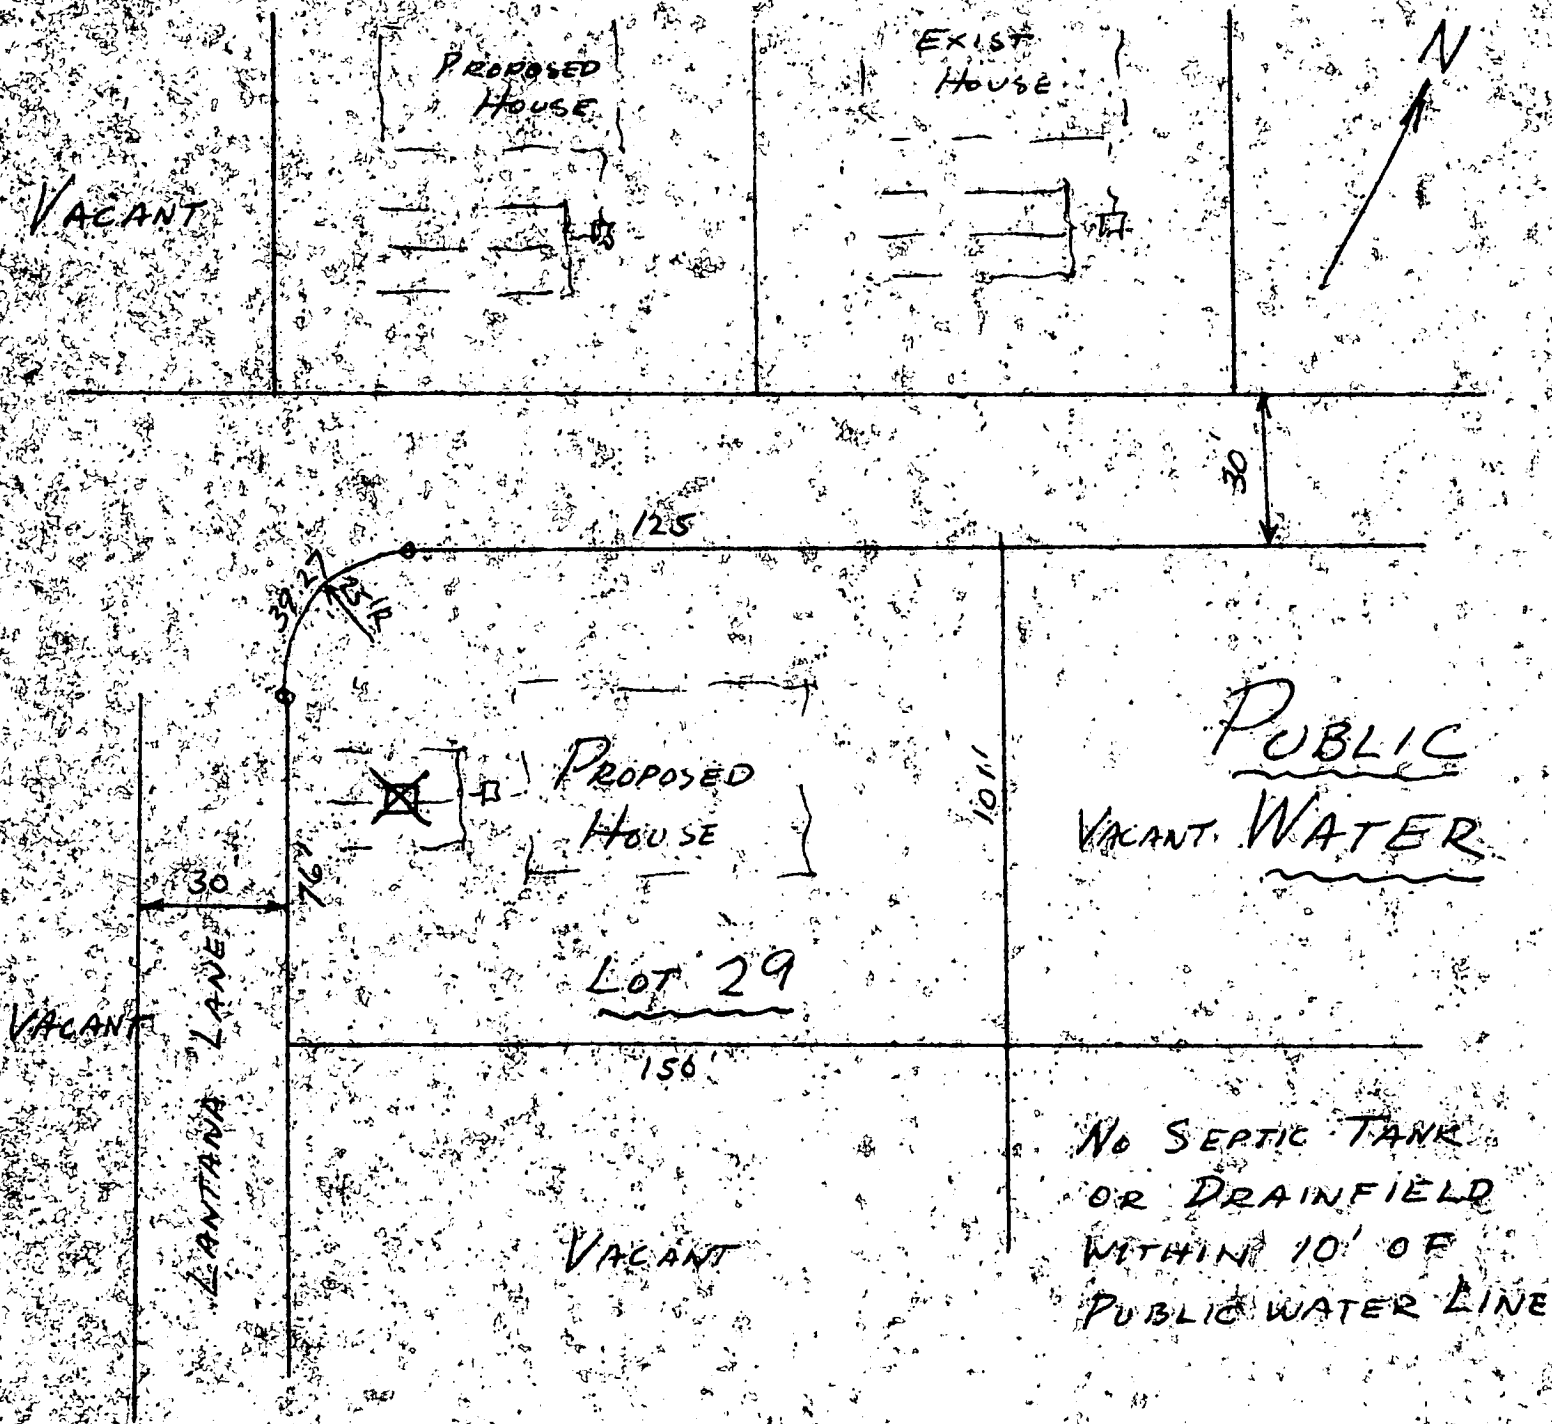 PROPOSED
HOUSE
EXIST
HOUSE
N
VACANT
30'
125
39.27
25'R
PROPOSED
HOUSE
101'
PUBLIC
VACANT WATER
76'
30
LOT 29
VACANT
LANTANA LANE
150'
VACANT
NO SEPTIC TANK
OR DRAINFIELD
WITHIN 10' OF
PUBLIC WATER LINE